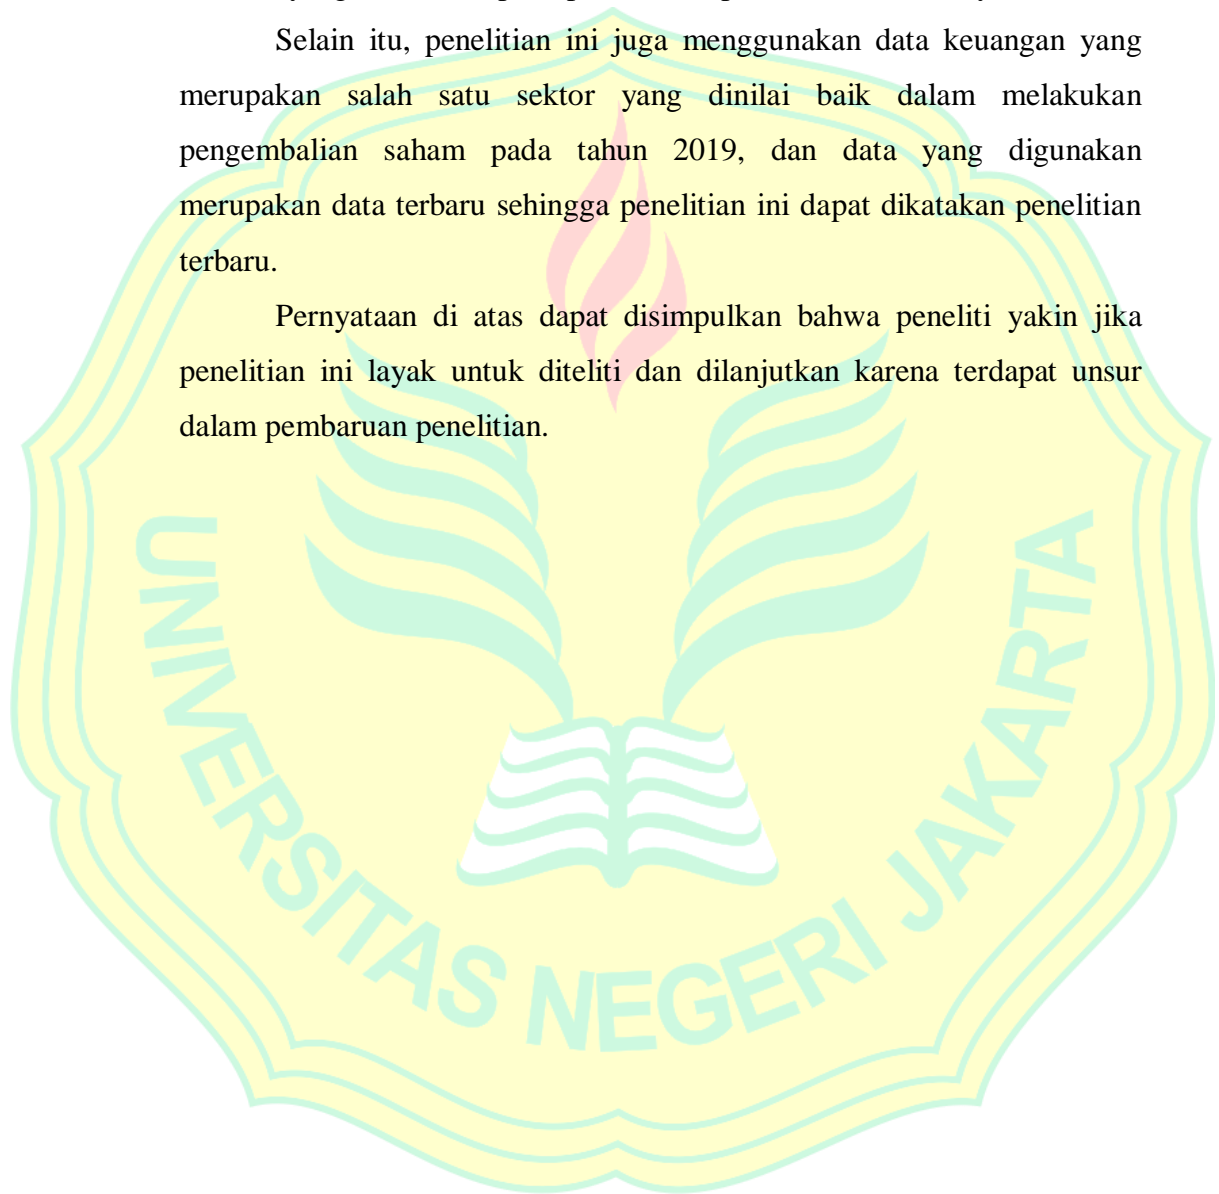 Selain itu, penelitian ini juga menggunakan data keuangan yang
merupakan salah satu sektor yang dinilai baik dalam melakukan
pengembalian saham pada tahun 2019, dan data yang digunakan
merupakan data terbaru sehingga penelitian ini dapat dikatakan penelitian
terbaru.
Pernyataan di atas dapat disimpulkan bahwa peneliti yakin jika
penelitian ini layak untuk diteliti dan dilanjutkan karena terdapat unsur
dalam pembaruan penelitian.
UNIVERSITAS NEGERI JAKARTA